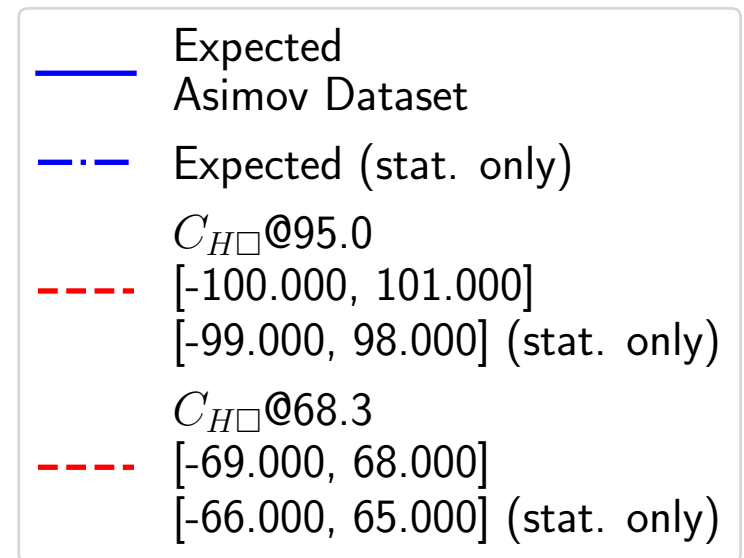 Expected
Asimov Dataset
Expected (stat. only)
C_{H□}@95.0
[-100.000, 101.000]
[-99.000, 98.000] (stat. only)
C_{H□}@68.3
[-69.000, 68.000]
[-66.000, 65.000] (stat. only)